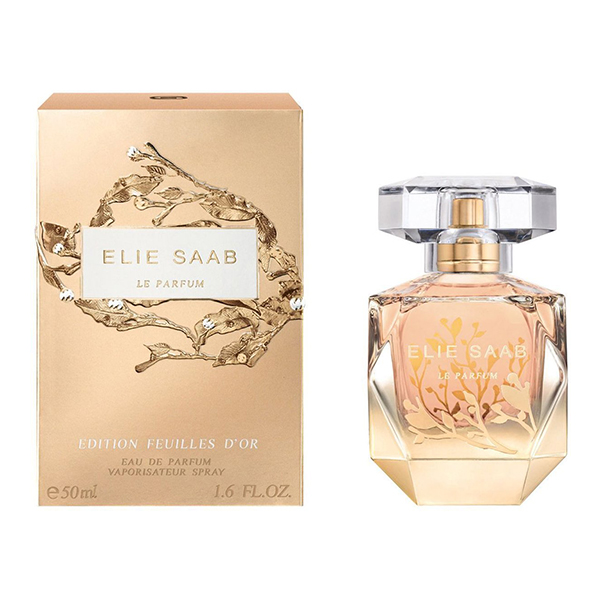 ELIE SAAB
LE PARFUM
EDITION FEUILLES D'OR
EAU DE PARFUM
VAPORISATEUR SPRAY
℮50ml 1.6 FL.OZ.
ELIE SAAB
LE PARFUM